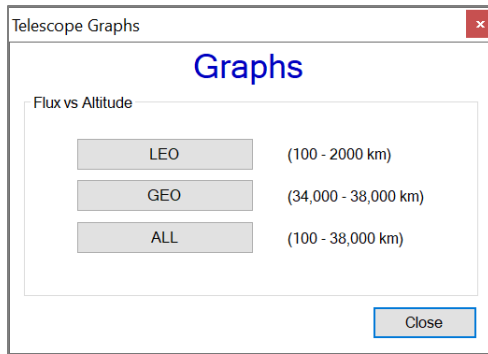 Telescope Graphs
×
Graphs
Flux vs Altitude
LEO (100 - 2000 km)
GEO (34,000 - 38,000 km)
ALL (100 - 38,000 km)
Close